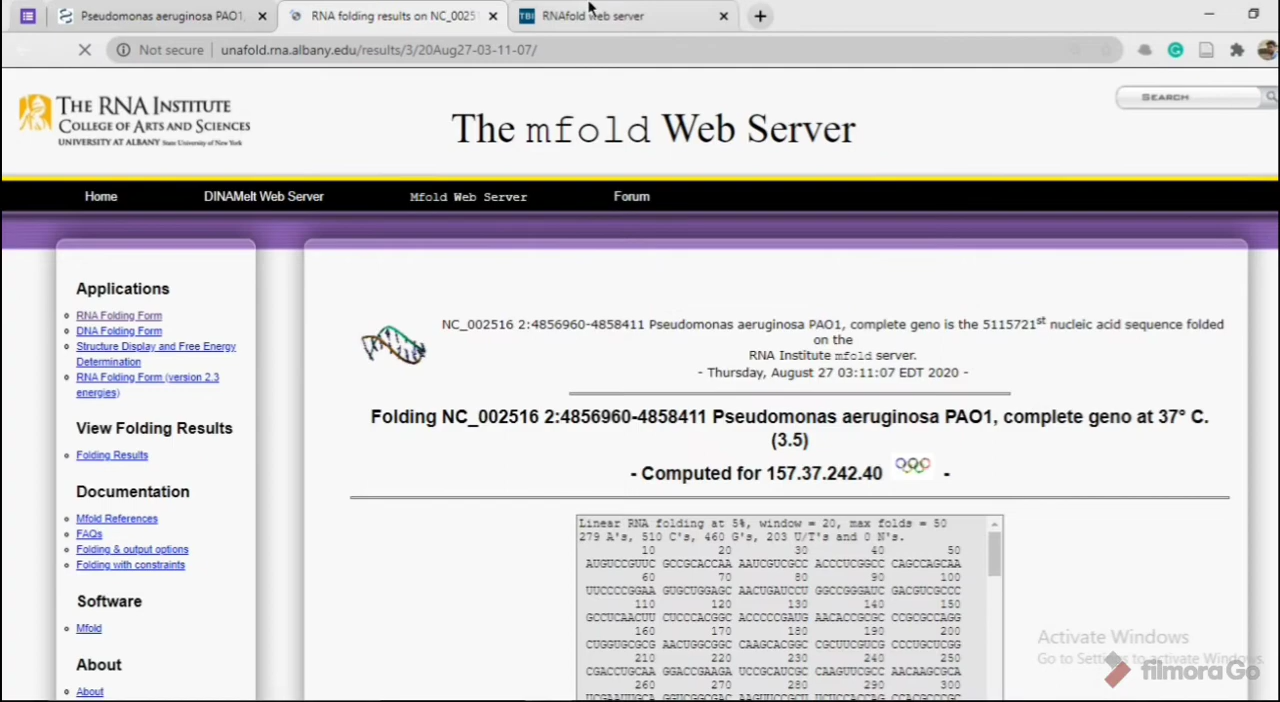 Pseudomonas aeruginosa PAO1,
RNA folding results on NC_0025
TBI RNAfold web server
Not secure unafold.rna.albany.edu/results/3/20Aug27-03-11-07/
THE RNA INSTITUTE
COLLEGE OF ARTS AND SCIENCES
UNIVERSITY AT ALBANY State University of New York
The mfold Web Server
SEARCH
Home DINAMelt Web Server Mfold Web Server Forum
Applications
RNA Folding Form
DNA Folding Form
Structure Display and Free Energy
Determination
RNA Folding Form (version 2.3
energies)
View Folding Results
Folding Results
Documentation
Mfold References
FAQs
Folding & output options
Folding with constraints
Software
Mfold
About
About
NC_002516 2:4856960-4858411 Pseudomonas aeruginosa PAO1, complete geno is the 5115721st nucleic acid sequence folded
on the
RNA Institute mfold server.
- Thursday, August 27 03:11:07 EDT 2020 -
Folding NC_002516 2:4856960-4858411 Pseudomonas aeruginosa PAO1, complete geno at 37° C.
(3.5)
- Computed for 157.37.242.40 -
Linear RNA folding at 5%, window = 20, max folds = 50
279 A's, 510 C's, 460 G's, 203 U/T's and 0 N's.
10 20 30 40 50
AUGUCCGUUC GCCGCACCAA AAUCGUCGCC ACCCUCGGCC CAGCCAGCAA
60 70 80 90 100
UUCCCCGGAA GUGCUGGAGC AACUGAUCCU GGCCGGGAUC GACGUCGCCC
110 120 130 140 150
GCCUCAACUU CUCCCACGGC ACCCCCGAUG AACACCGCGC CCGCGCCAGG
160 170 180 190 200
CUGGUGCGCG AACUGGCGGC CAAGCACGGC CGCUUCGUCG CCCUGCUCGG
210 220 230 240 250
CGACCUGCAA GGACCGAAGA UCCGCAUCGC CAAGUUCGCC AACAAGCGCA
260 270 280 290 300
Activate Windows
Go to Settings to activate Windows.
filmoraGo